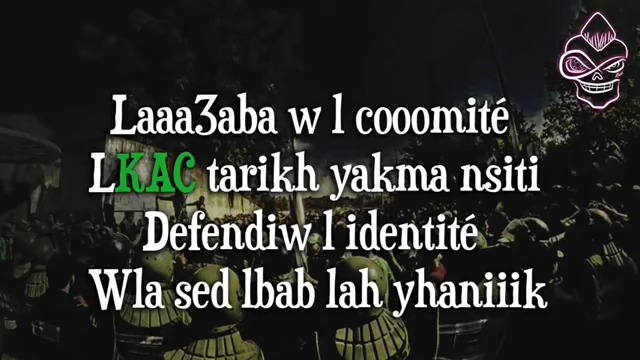 Laaa3aba w l cooomité
LKAC tarikh yakma nsiti
Defendiw l identité
Wla sed lbab lah yhaniiik